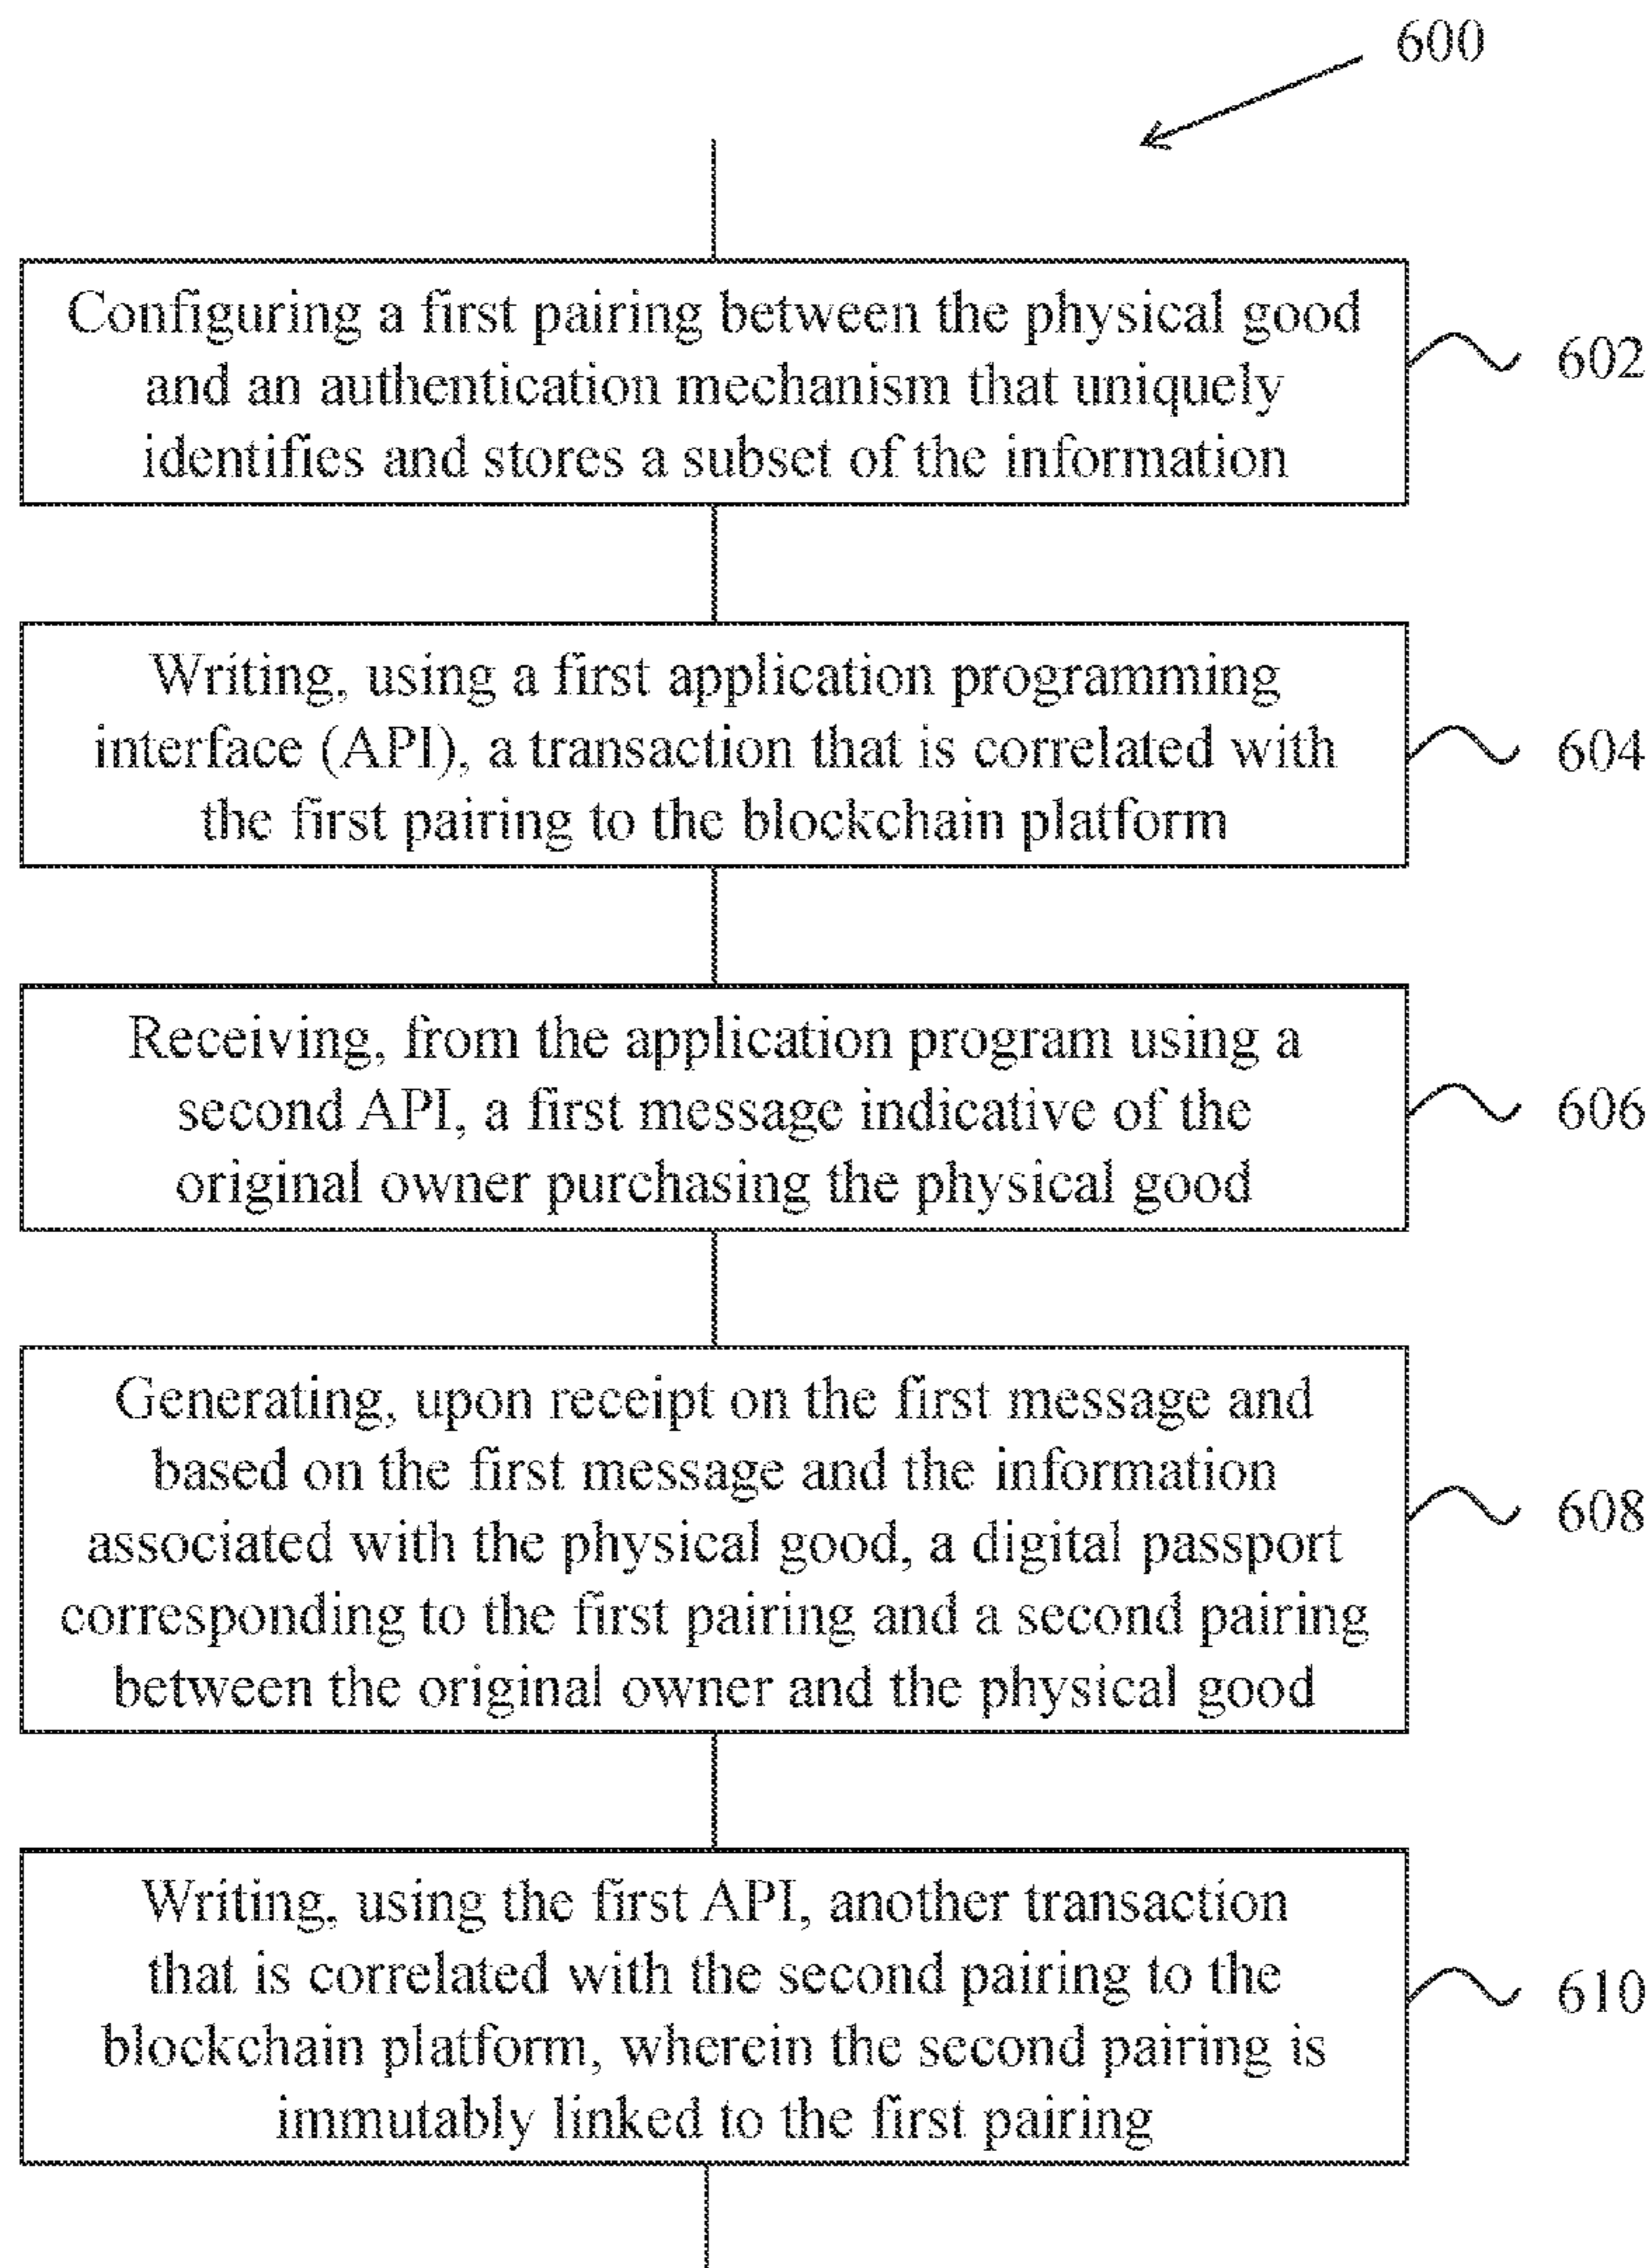 600
Configuring a first pairing between the physical good
and an authentication mechanism that uniquely
identifies and stores a subset of the information
602
Writing, using a first application programming
interface (API), a transaction that is correlated with
the first pairing to the blockchain platform
604
Receiving, from the application program using a
second API, a first message indicative of the
original owner purchasing the physical good
606
Generating, upon receipt on the first message and
based on the first message and the information
associated with the physical good, a digital passport
corresponding to the first pairing and a second pairing
between the original owner and the physical good
608
Writing, using the first API, another transaction
that is correlated with the second pairing to the
blockchain platform, wherein the second pairing is
immutably linked to the first pairing
610